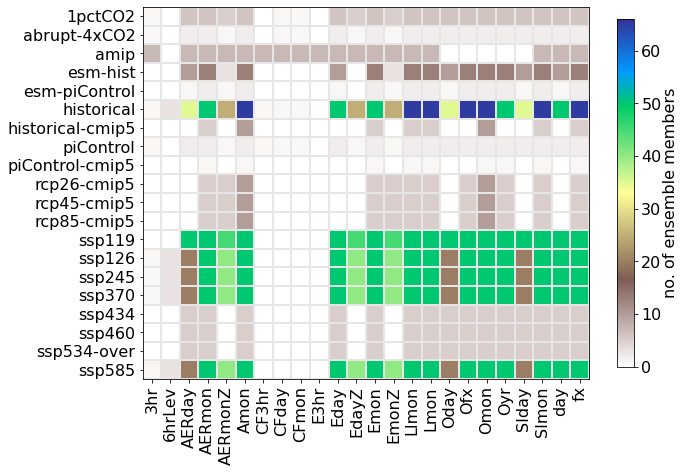 1pctCO2
abrupt-4xCO2
amip
esm-hist
esm-piControl
historical
historical-cmip5
piControl
piControl-cmip5
rcp26-cmip5
rcp45-cmip5
rcp85-cmip5
ssp119
ssp126
ssp245
ssp370
ssp434
ssp460
ssp534-over
ssp585
3hr
6hrLev
AERday
AERmon
AERmonZ
Amon
CF3hr
CFday
CFmon
E3hr
Eday
EdayZ
Emon
EmonZ
LImon
Lmon
Oday
Ofx
Omon
Oyr
SIday
SImon
day
fx
60
50
40
30
20
10
0
no. of ensemble members